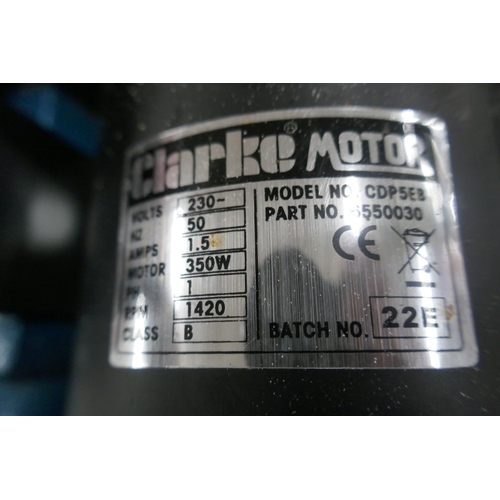 Clarke® MOTOR
VOLTS 230~
HZ 50
AMPS 1.5
MOTOR 350W
PH 1
RPM 1420
CLASS B
MODEL NO. CDP5EB
PART NO. 6550030
CE
BATCH NO. 22E